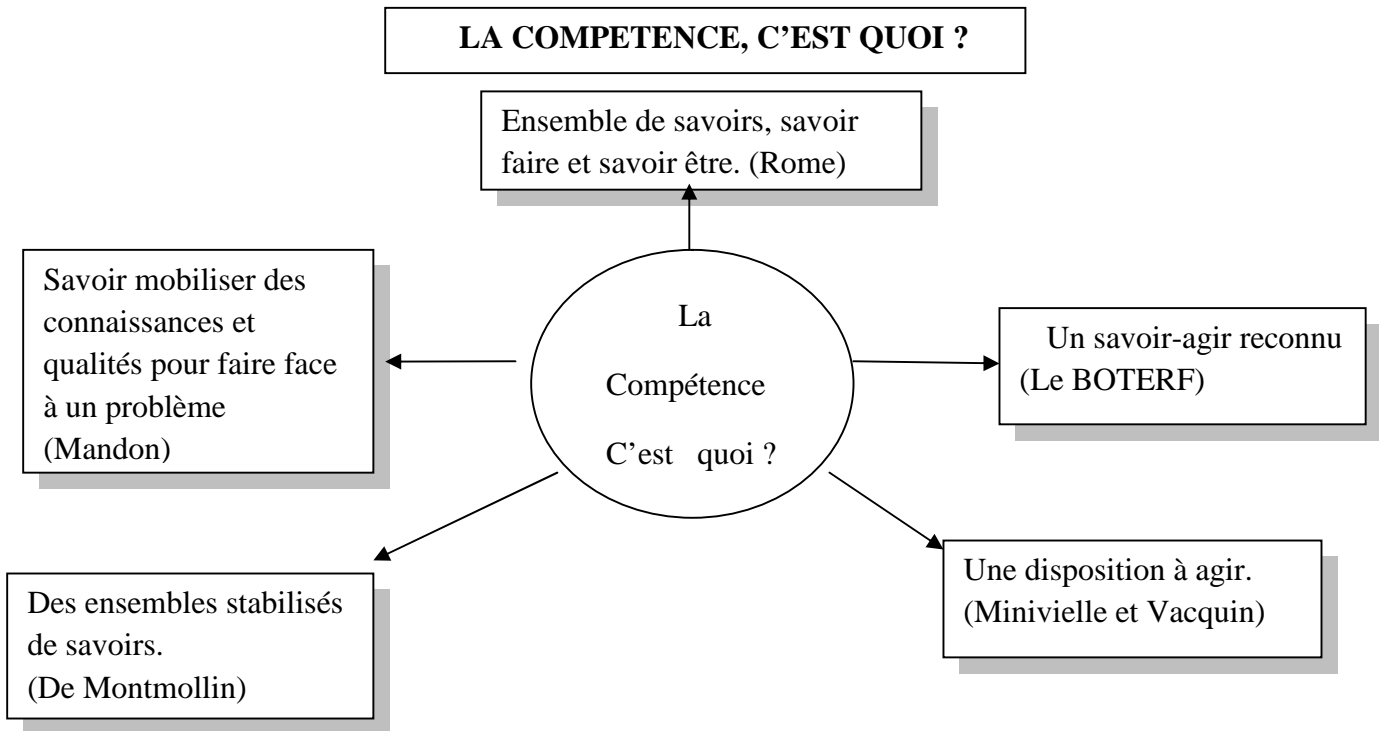 LA COMPETENCE, C’EST QUOI ?
Ensemble de savoirs, savoir
faire et savoir être. (Rome)
Savoir mobiliser des
connaissances et
qualités pour faire face
à un problème
(Mandon)
La
Compétence
C’est quoi ?
Un savoir-agir reconnu
(Le BOTERF)
Des ensembles stabilisés
de savoirs.
(De Montmollin)
Une disposition à agir.
(Minivielle et Vacquin)